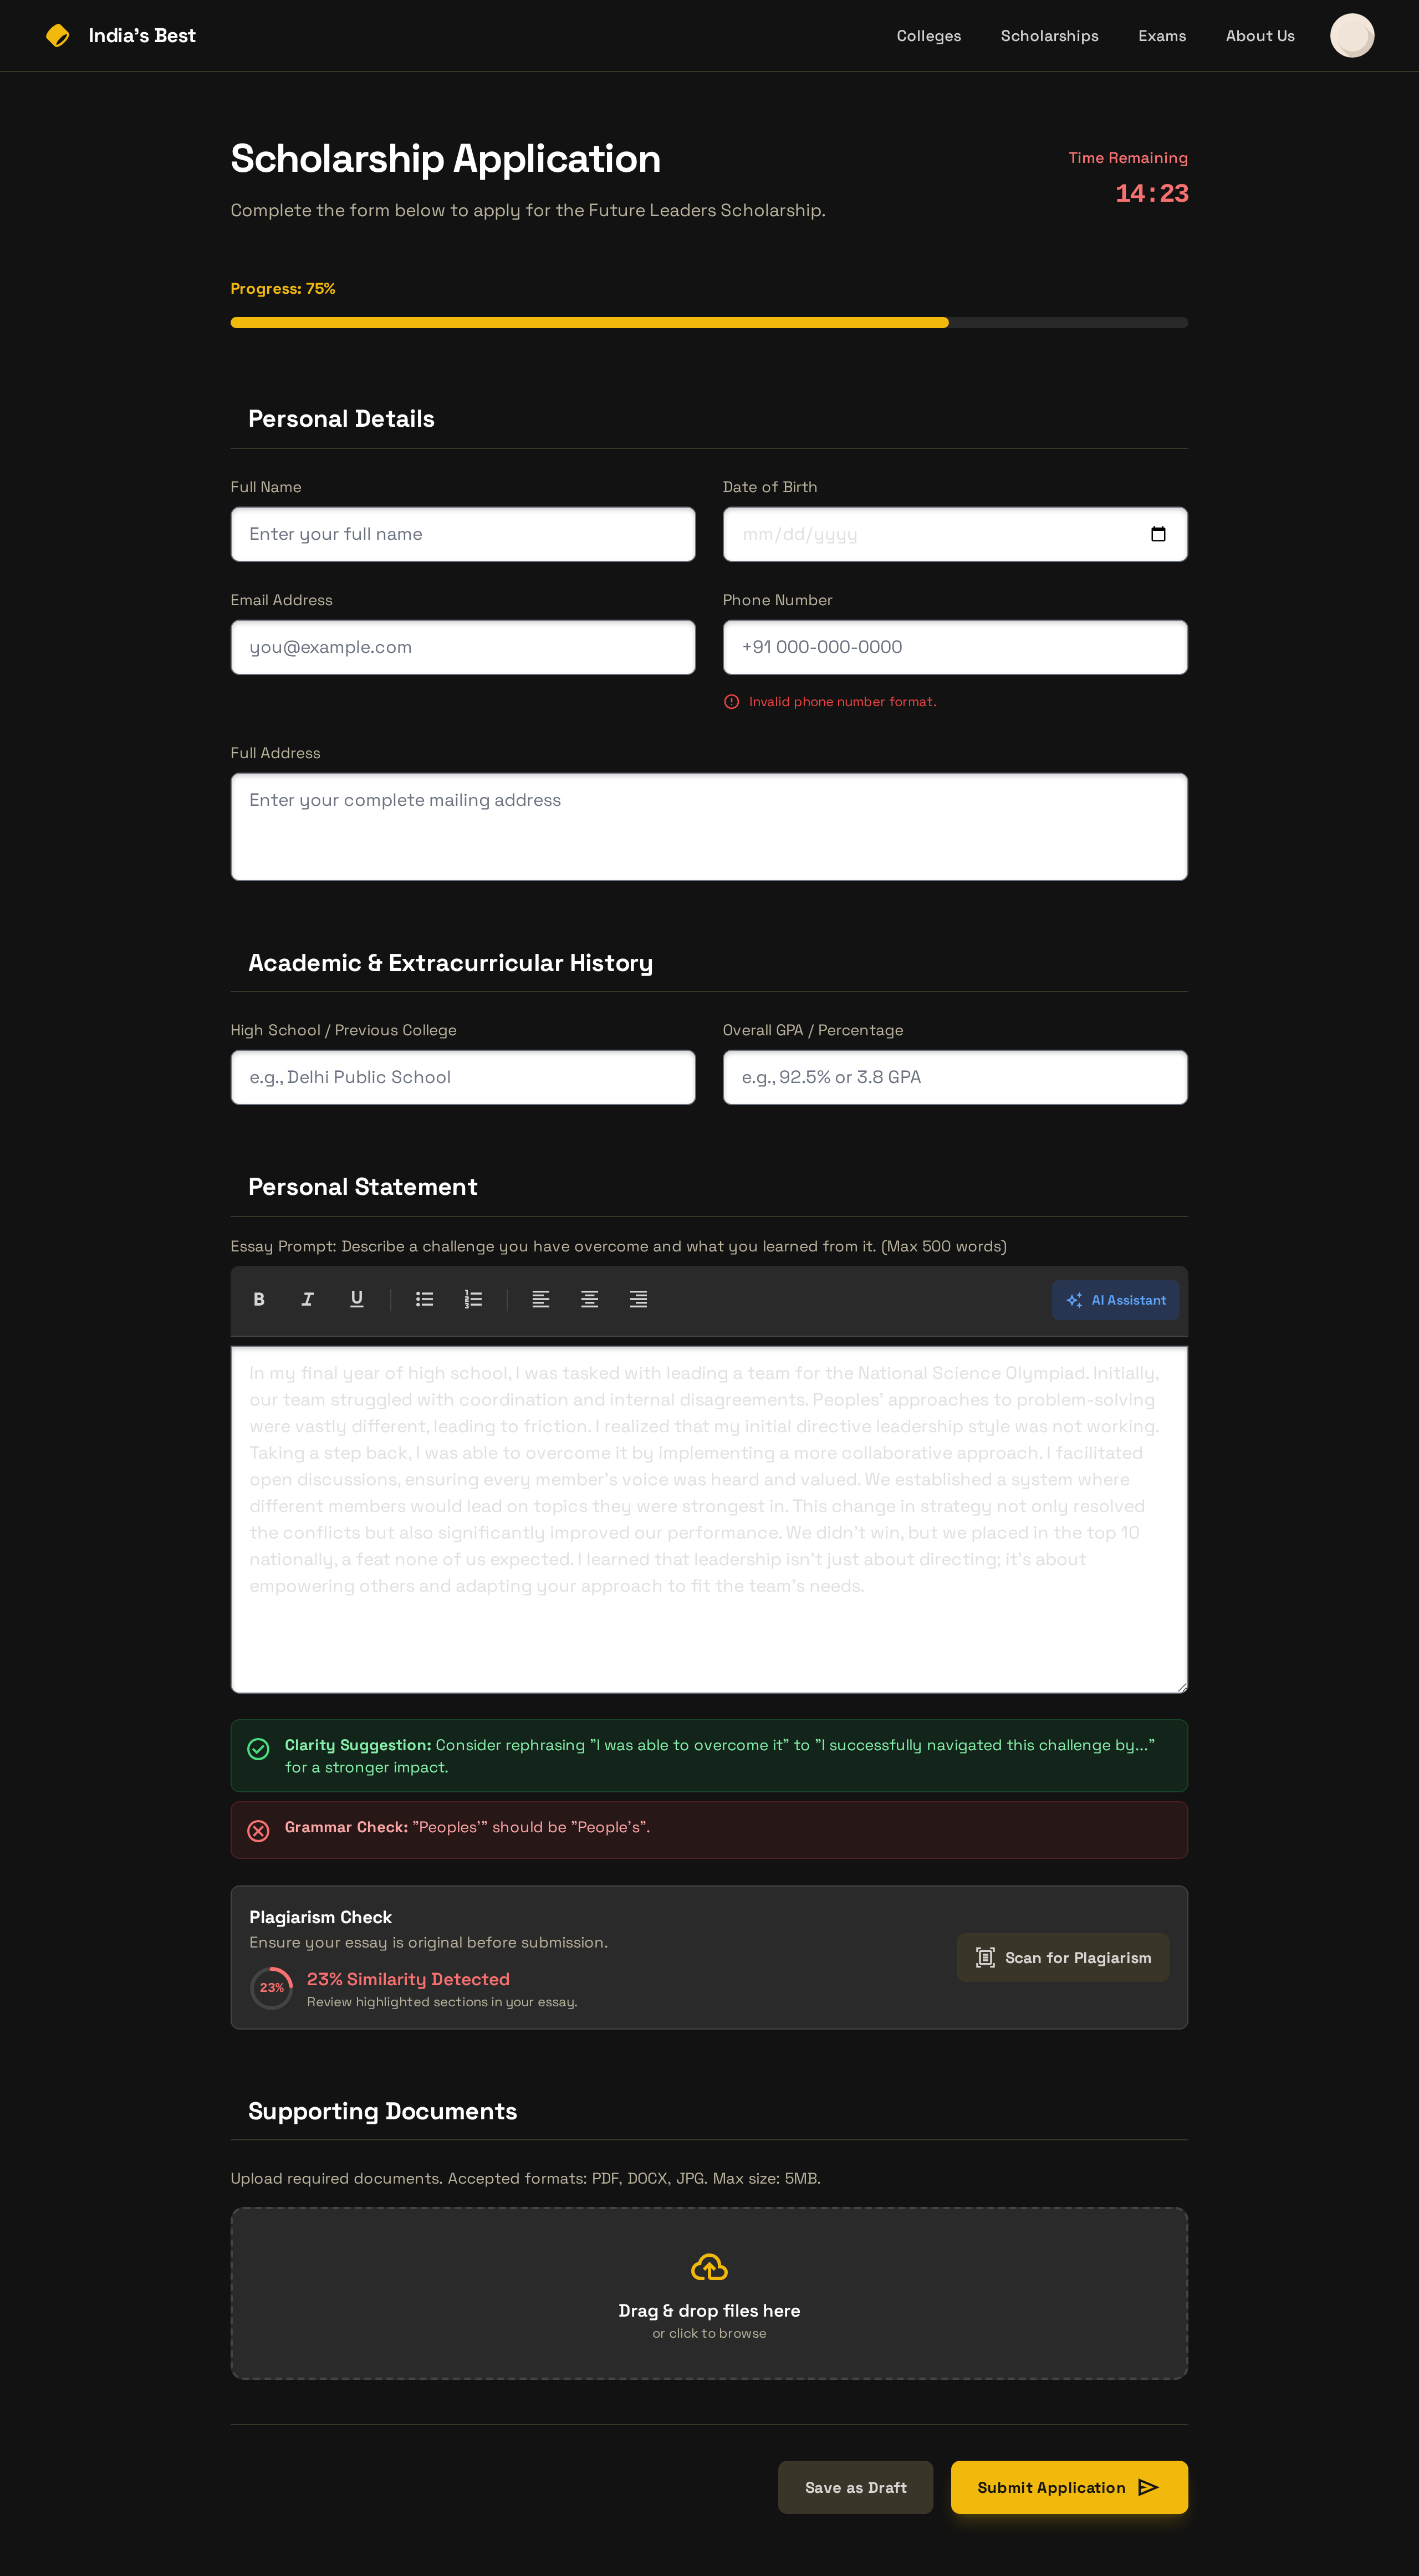 India's Best
Colleges
Scholarships
Exams
About Us
Scholarship Application
Complete the form below to apply for the Future Leaders Scholarship.
Time Remaining
14:23
Progress: 75%
Personal Details
Full Name
Enter your full name
Date of Birth
mm/dd/yyyy
Email Address
you@example.com
Phone Number
+91 000-000-0000
Invalid phone number format.
Full Address
Enter your complete mailing address
Academic & Extracurricular History
High School / Previous College
e.g., Delhi Public School
Overall GPA / Percentage
e.g., 92.5% or 3.8 GPA
Personal Statement
Essay Prompt: Describe a challenge you have overcome and what you learned from it. (Max 500 words)
B I U
AI Assistant
In my final year of high school, I was tasked with leading a team for the National Science Olympiad. Initially,
our team struggled with coordination and internal disagreements. Peoples' approaches to problem-solving
were vastly different, leading to friction. I realized that my initial directive leadership style was not working.
Taking a step back, I was able to overcome it by implementing a more collaborative approach. I facilitated
open discussions, ensuring every member's voice was heard and valued. We established a system where
different members would lead on topics they were strongest in. This change in strategy not only resolved
the conflicts but also significantly improved our performance. We didn't win, but we placed in the top 10
nationally, a feat none of us expected. I learned that leadership isn't just about directing; it's about
empowering others and adapting your approach to fit the team's needs.
Clarity Suggestion: Consider rephrasing "I was able to overcome it" to "I successfully navigated this challenge by..."
for a stronger impact.
Grammar Check: "Peoples'" should be "People's".
Plagiarism Check
Ensure your essay is original before submission.
23%
23% Similarity Detected
Review highlighted sections in your essay.
Scan for Plagiarism
Supporting Documents
Upload required documents. Accepted formats: PDF, DOCX, JPG. Max size: 5MB.
Drag & drop files here
or click to browse
Save as Draft
Submit Application